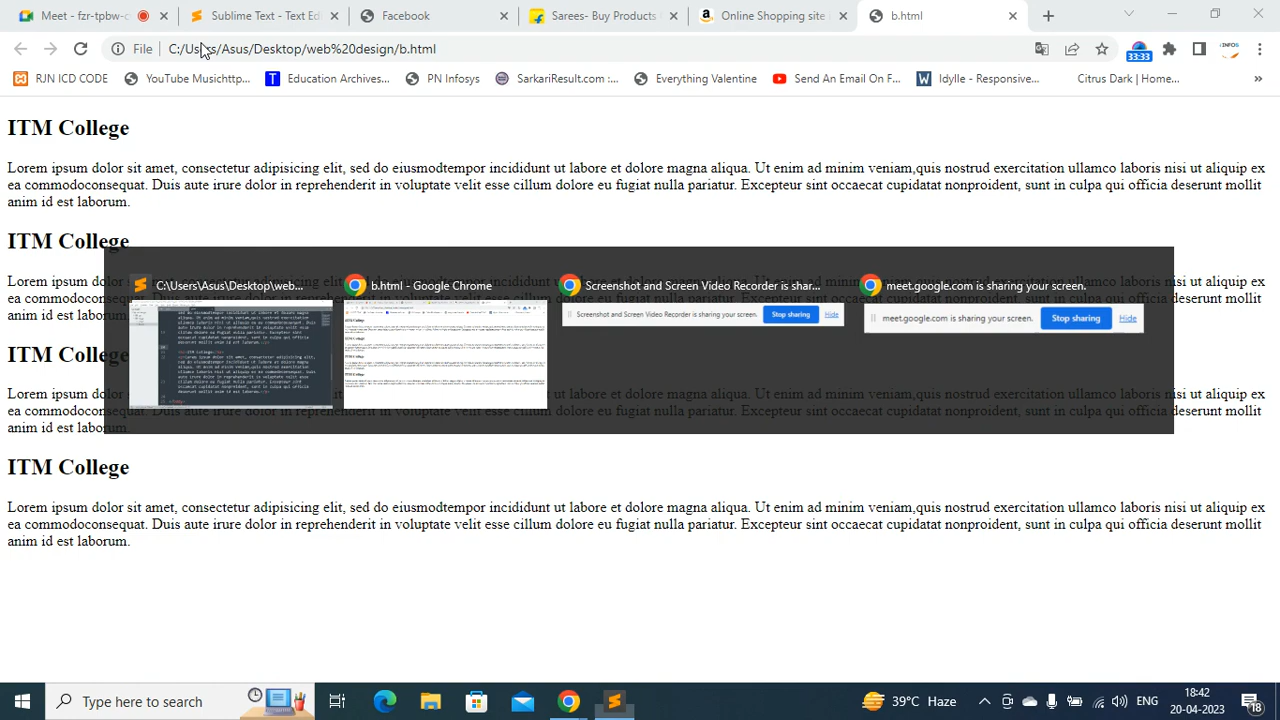 Meet - fzr-tpbw-c
Sublime Text - Text Ed
Facebook
Sarees- Buy Products
Online Shopping site
b.html
File
C:/Users/Asus/Desktop/web%20design/b.html
33:33
INFOS
RJN ICD CODE
YouTube Musichttp...
Education Archives...
PN Infosys
SarkariResult.com :...
Everything Valentine
Send An Email On F...
Idylle - Responsive...
Citrus Dark | Home...
ITM College
Lorem ipsum dolor sit amet, consectetur adipisicing elit, sed do eiusmodtempor incididunt ut labore et dolore magna aliqua. Ut enim ad minim veniam,quis nostrud exercitation ullamco laboris nisi ut aliquip ex
ea commodoconsequat. Duis aute irure dolor in reprehenderit in voluptate velit esse cillum dolore eu fugiat nulla pariatur. Excepteur sint occaecat cupidatat nonproident, sunt in culpa qui officia deserunt mollit
anim id est laborum.
ITM College
C:\Users\Asus\Desktop\web...
b.html - Google Chrome
Screenshot and Screen Video Recorder is shar...
meet.google.com is sharing your screen.
Screenshot and Screen Video Recorder is sharing your screen.
Stop sharing
Hide
meet.google.com is sharing your screen.
Stop sharing
Hide
ITM College
anim id est laborum.
ITM College
Lorem ipsum dolor sit amet, consectetur adipisicing elit, sed do eiusmodtempor incididunt ut labore et dolore magna aliqua. Ut enim ad minim veniam,quis nostrud exercitation ullamco laboris nisi ut aliquip ex
ea commodoconsequat. Duis aute irure dolor in reprehenderit in voluptate velit esse cillum dolore eu fugiat nulla pariatur. Excepteur sint occaecat cupidatat nonproident, sunt in culpa qui officia deserunt mollit
anim id est laborum.
Type here to search
39°C Haze
ENG
18:42
20-04-2023
18